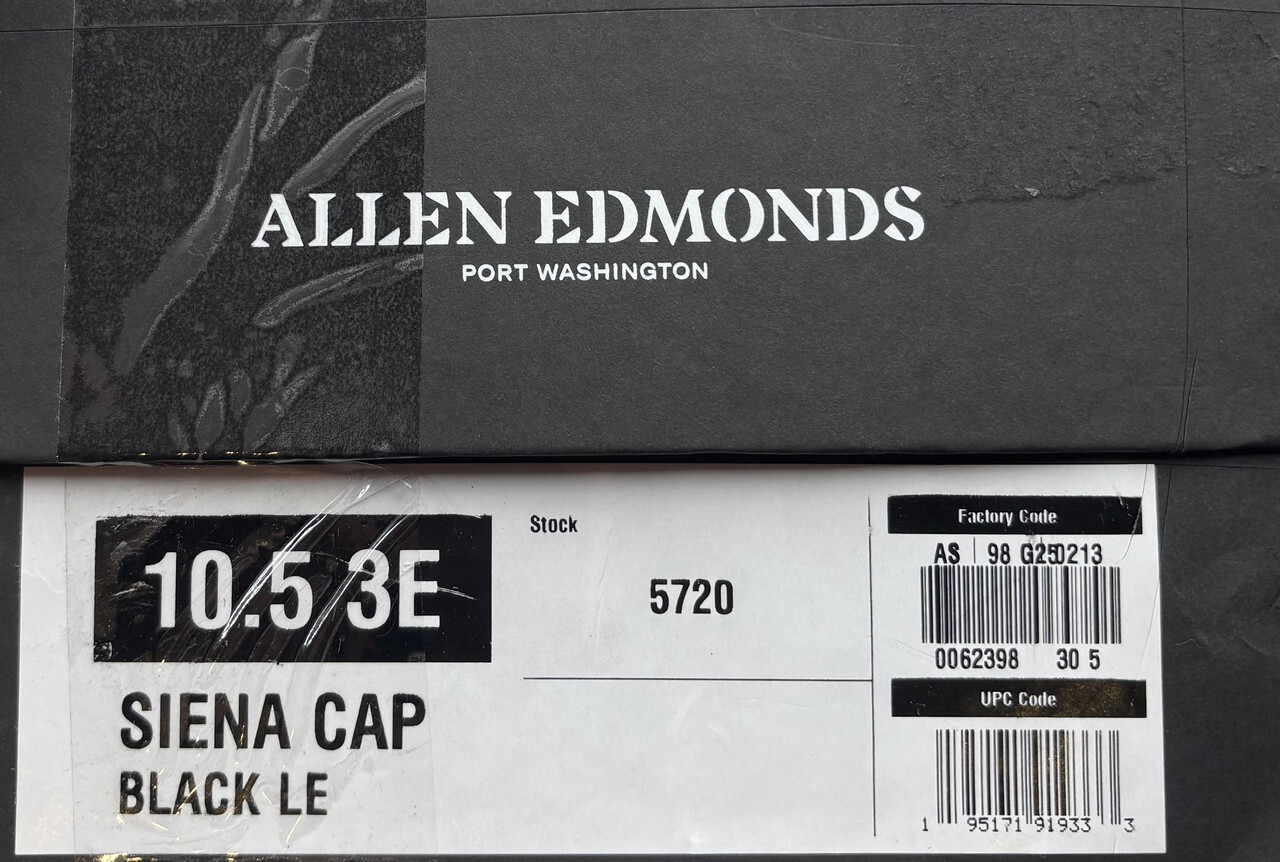 ALLEN EDMONDS
PORT WASHINGTON
10.5 3E
SIENA CAP
BLACK LE
Stock
5720
Factory Code
AS 98 G250213
0062398 30 5
UPC Code
1 95171 91933 3